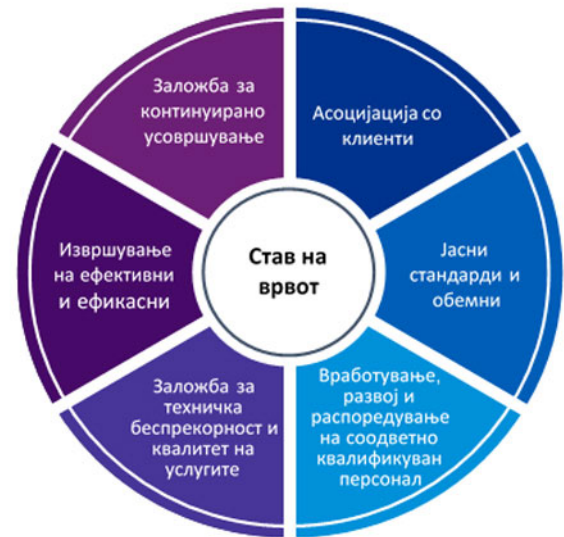 Заложба за
континуирано
усовршување
Асоцијација со
клиенти
Јасни
стандарди и
обемни
Вработување,
развој и
распоредување
на соодветно
квалификуван
персонал
Заложба за
техничка
беспрекорност и
квалитет на
услугите
Извршување
на ефективни
и ефикасни
Став на
врвот